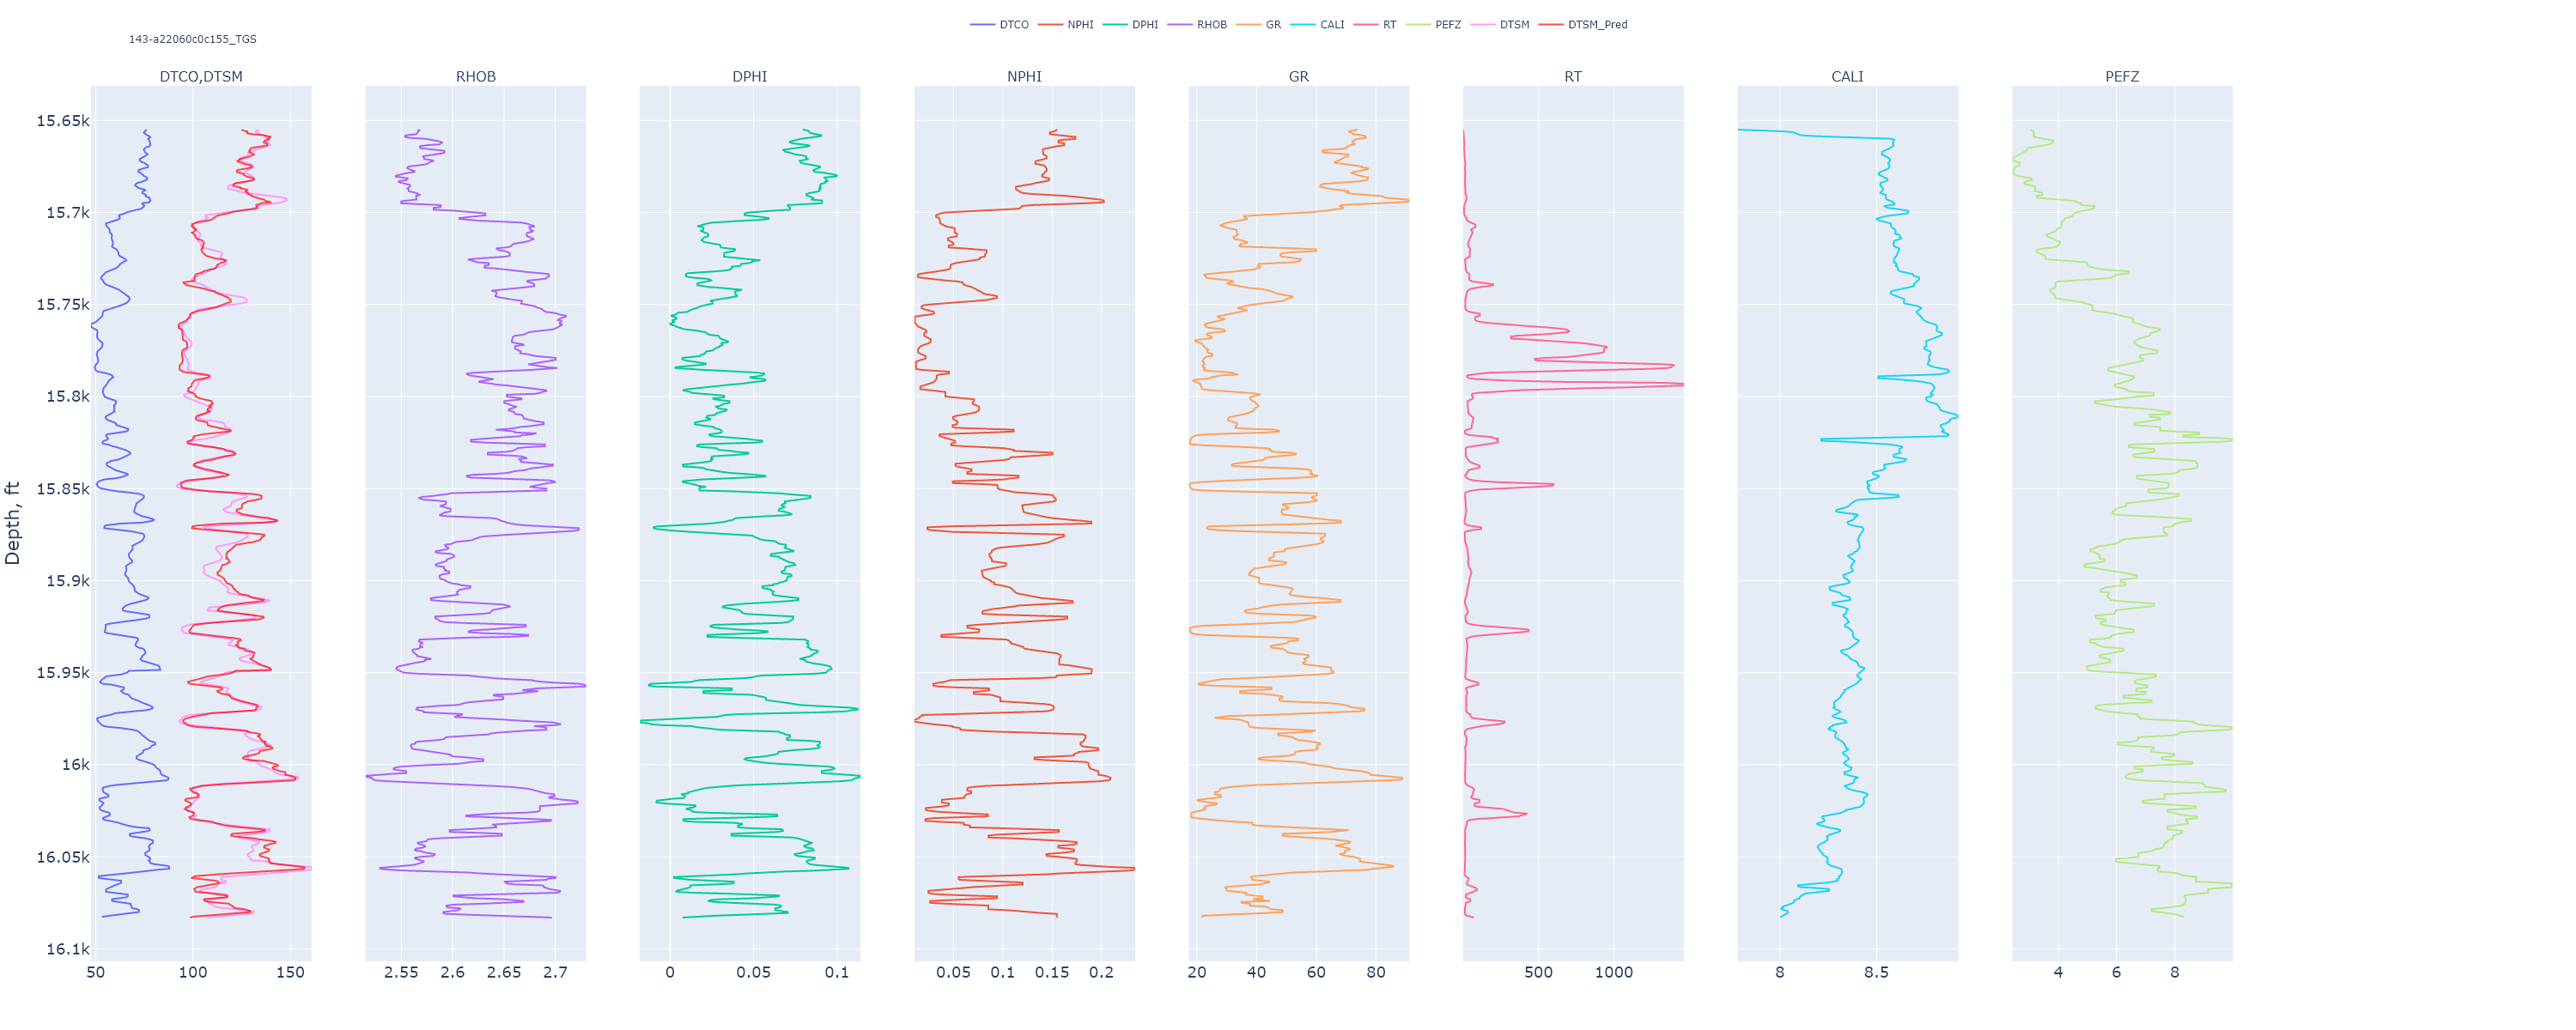 DTCO NPHI DPHI RHOB GR CALI RT PEFZ DTSM DTSM_Pred
143-a22060c0c155_TGS
DTCO,DTSM RHOB DPHI NPHI GR RT CALI PEFZ
Depth, ft
15.65k
15.7k
15.75k
15.8k
15.85k
15.9k
15.95k
16k
16.05k
16.1k
50 100 150 2.55 2.6 2.65 2.7 0 0.05 0.1 0.05 0.1 0.15 0.2 20 40 60 80 500 1000 8 8.5 4 6 8